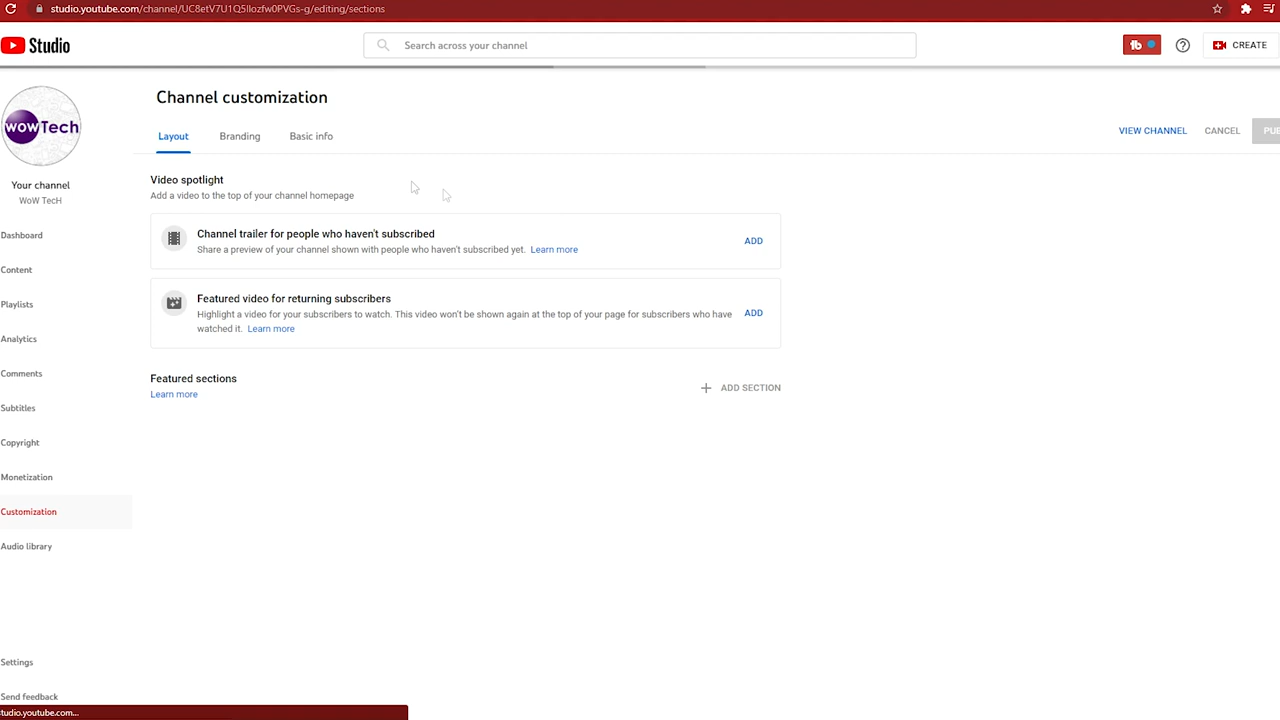 studio.youtube.com/channel/UC8etV7U1Q5Ilozfw0PVGs-g/editing/sections
Studio
Search across your channel
CREATE
wowTech
Your channel
WoW TecH
Dashboard
Content
Playlists
Analytics
Comments
Subtitles
Copyright
Monetization
Customization
Audio library
Settings
Send feedback
Channel customization
Layout
Branding
Basic info
VIEW CHANNEL
CANCEL
PU
Video spotlight
Add a video to the top of your channel homepage
Channel trailer for people who haven't subscribed
Share a preview of your channel shown with people who haven't subscribed yet. Learn more
ADD
Featured video for returning subscribers
Highlight a video for your subscribers to watch. This video won't be shown again at the top of your page for subscribers who have
watched it. Learn more
ADD
Featured sections
Learn more
ADD SECTION
studio.youtube.com...